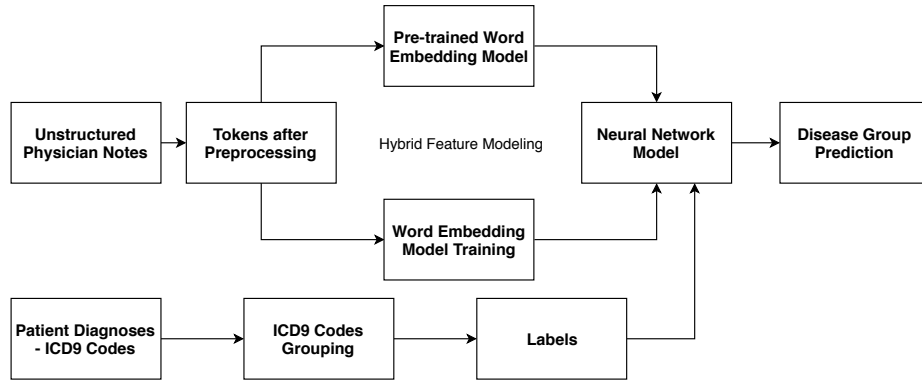 Pre-trained Word
Embedding Model
Unstructured
Physician Notes
Tokens after
Preprocessing
Hybrid Feature Modeling
Neural Network
Model
Disease Group
Prediction
Word Embedding
Model Training
Patient Diagnoses
- ICD9 Codes
ICD9 Codes
Grouping
Labels